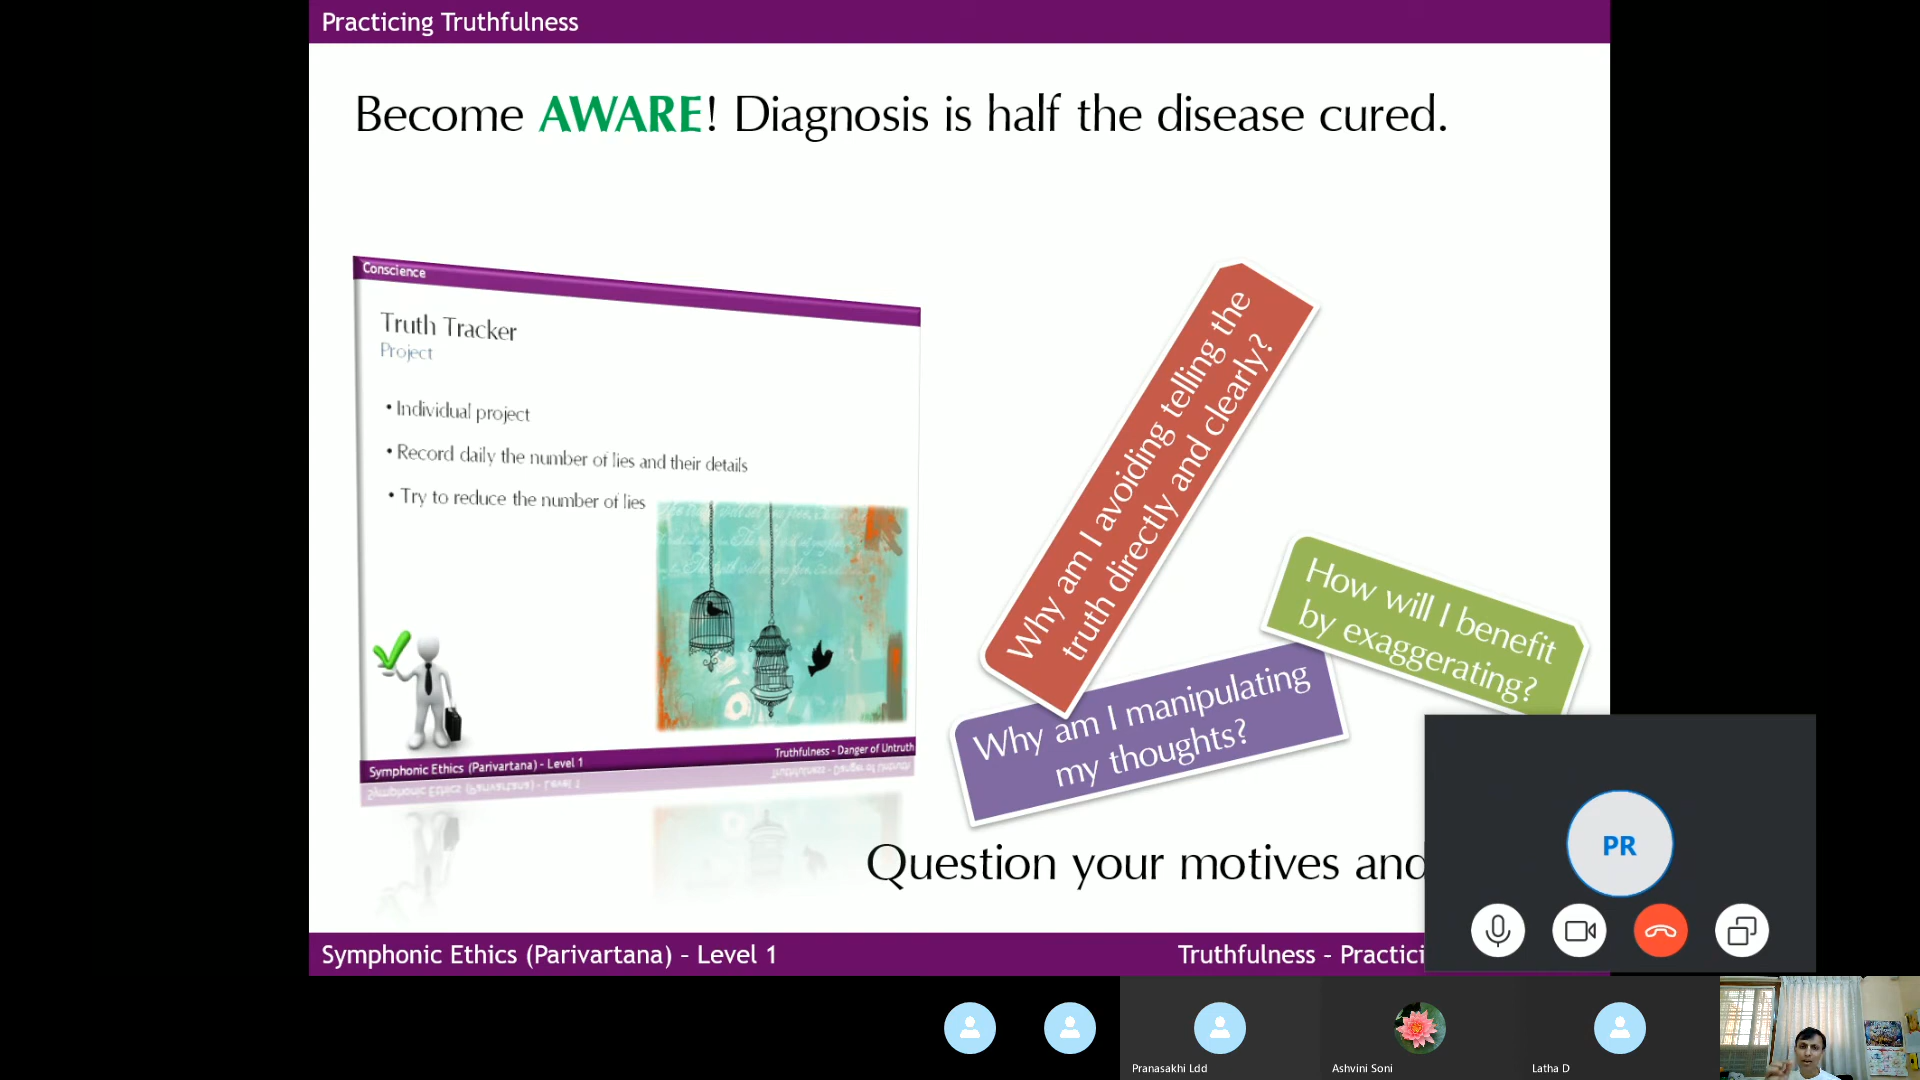 Practicing Truthfulness
Become AWARE! Diagnosis is half the disease cured.
Conscience
Truth Tracker
Project
• Individual project
• Record daily the number of lies and their details
• Try to reduce the number of lies
Truthfulness - Danger of Untruth
Symphonic Ethics (Parivartana) - Level 1
Why am I avoiding telling the
truth directly and clearly?
How will I benefit
by exaggerating?
Why am I manipulating
my thoughts?
Question your motives and
PR
Symphonic Ethics (Parivartana) – Level 1
Truthfulness – Practici
Pranasakhi Ldd
Ashvini Soni
Latha D